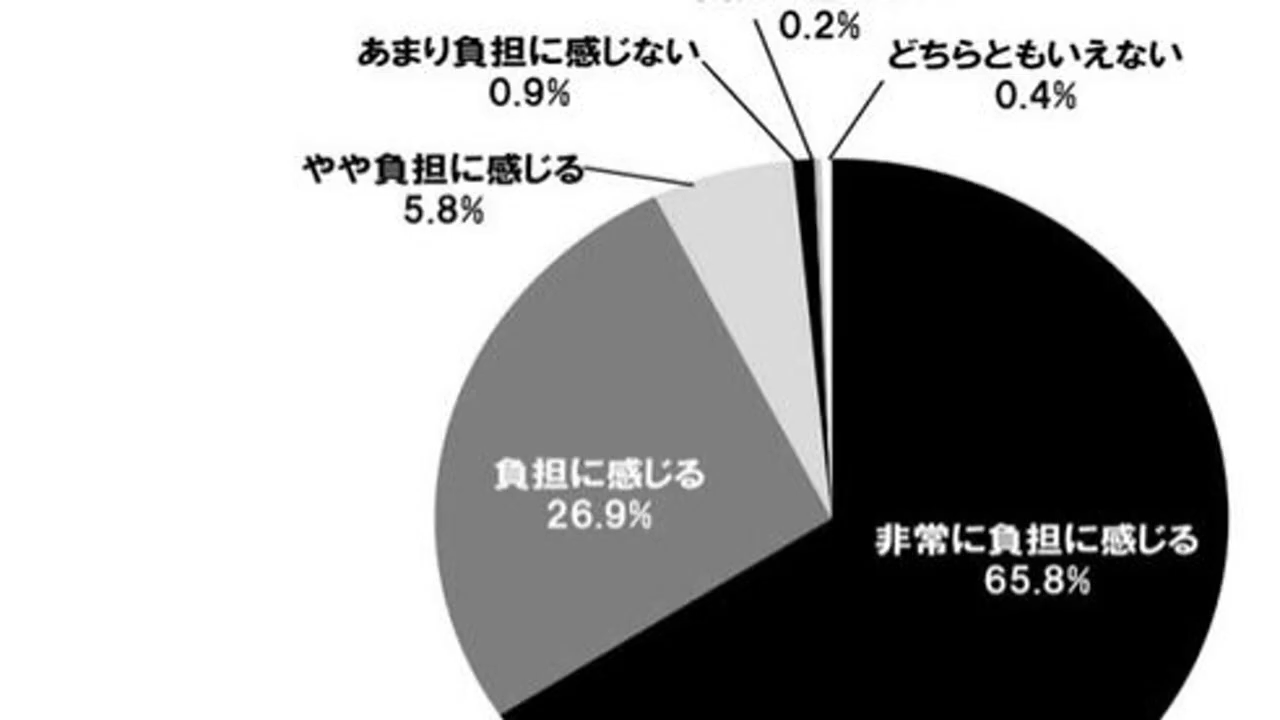 0.2%
あまり負担に感じない
0.9%
どちらともいえない
0.4%
やや負担に感じる
5.8%
負担に感じる
26.9%
非常に負担に感じる
65.8%